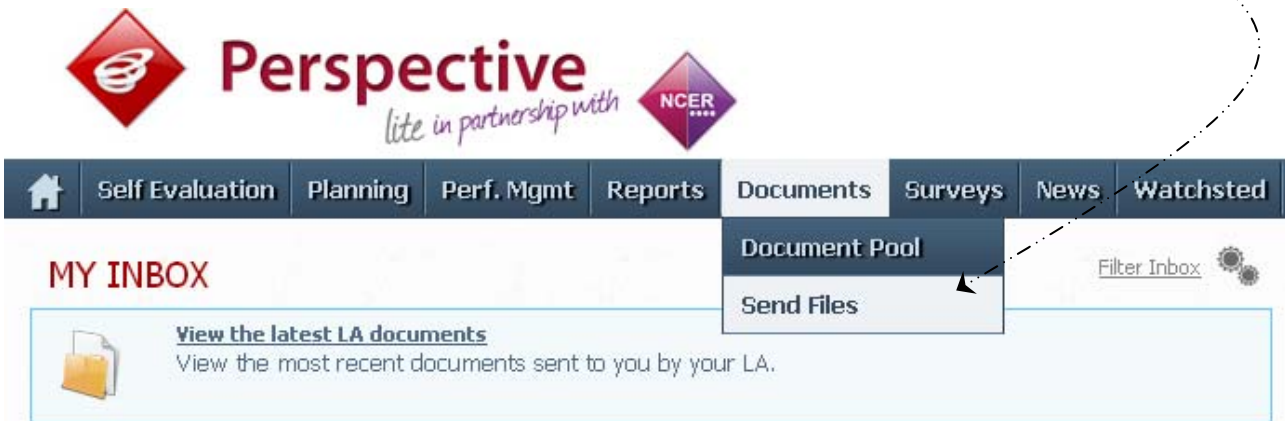 Perspective
lite in partnership with NCER
Self Evaluation Planning Perf. Mgmt Reports Documents Surveys News Watchsted
Document Pool
Send Files
MY INBOX
Filter Inbox
View the latest LA documents
View the most recent documents sent to you by your LA.